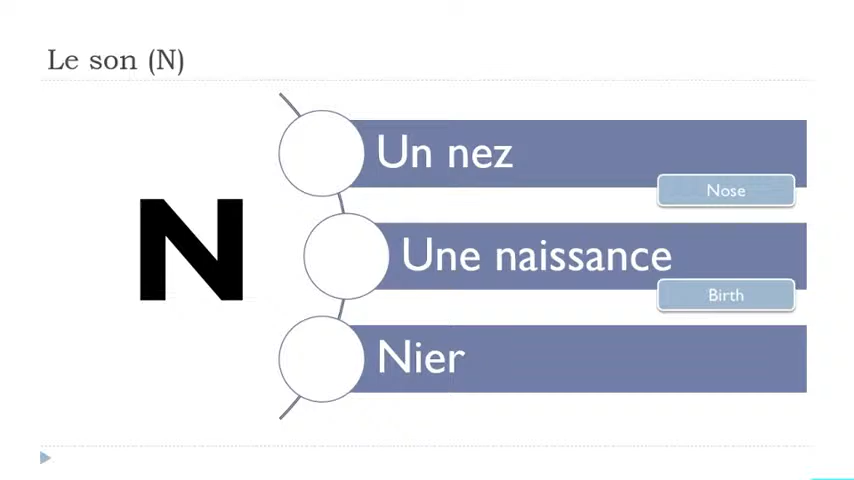 Le son (N)
N
Un nez
Nose
Une naissance
Birth
Nier